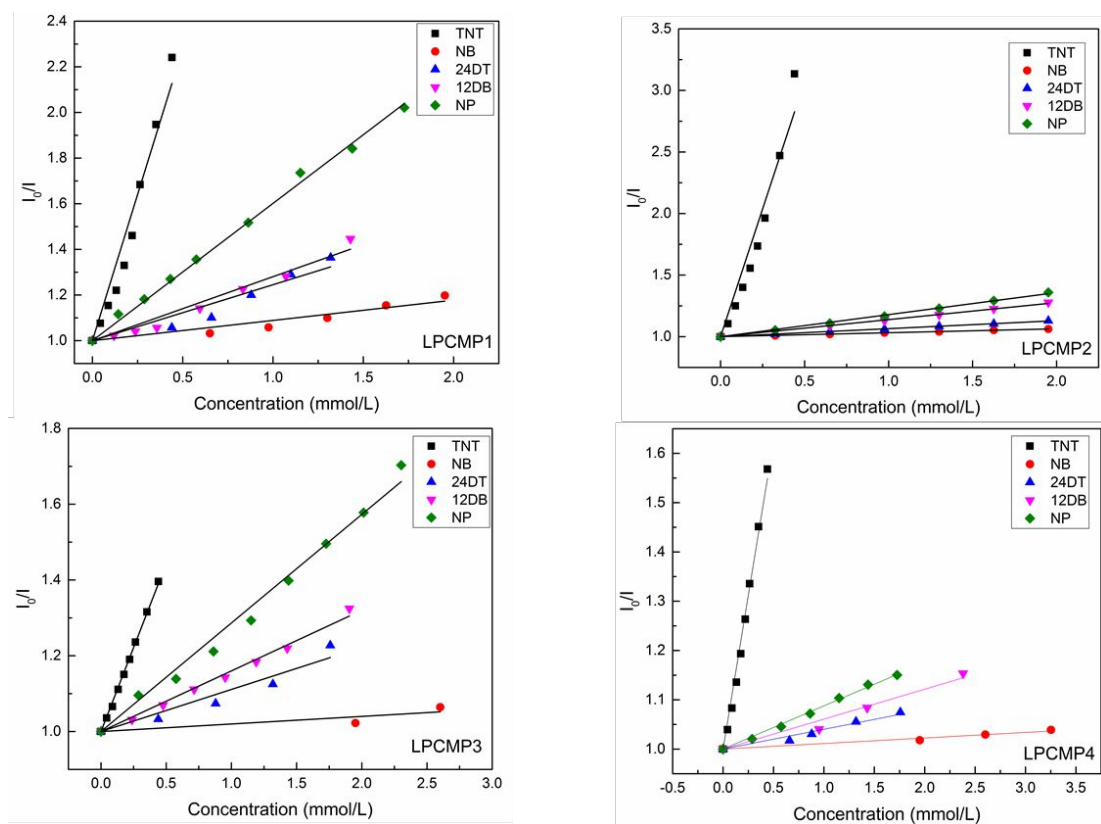 2.4
2.2
2.0
1.8
1.6
1.4
1.2
1.0
I₀/I
0.0 0.5 1.0 1.5 2.0
Concentration (mmol/L)
TNT
NB
24DT
12DB
NP
LPCMP1
3.5
3.0
2.5
2.0
1.5
1.0
I₀/I
0.0 0.5 1.0 1.5 2.0
Concentration (mmol/L)
TNT
NB
24DT
12DB
NP
LPCMP2
1.8
1.6
1.4
1.2
1.0
I₀/I
0.0 0.5 1.0 1.5 2.0 2.5 3.0
Concentration (mmol/L)
TNT
NB
24DT
12DB
NP
LPCMP3
1.6
1.5
1.4
1.3
1.2
1.1
1.0
I₀/I
-0.5 0.0 0.5 1.0 1.5 2.0 2.5 3.0 3.5
Concentration (mmol/L)
TNT
NB
24DT
12DB
NP
LPCMP4